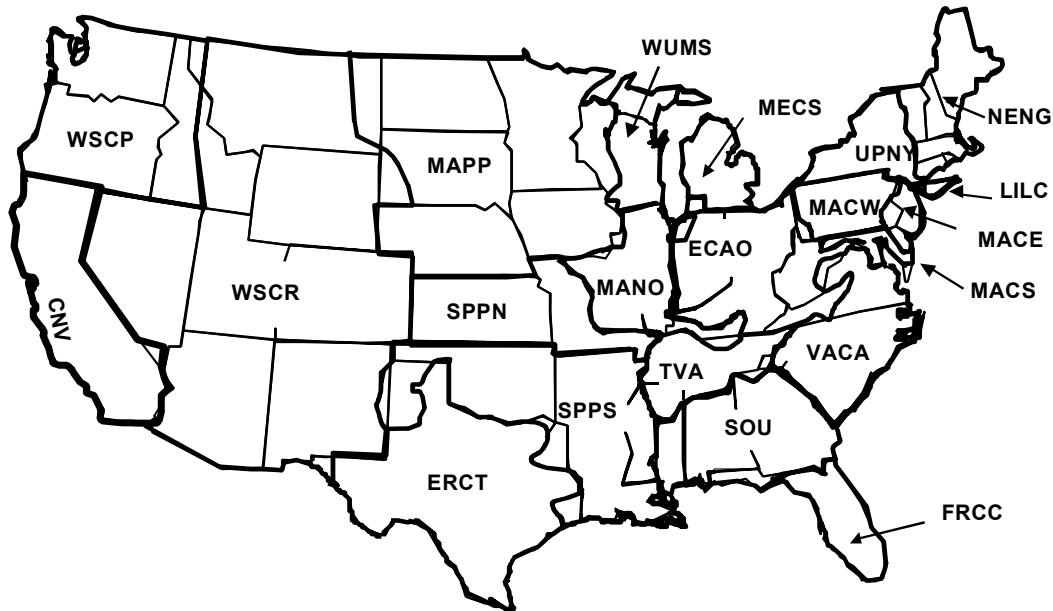 WUMS
MECS
NENG
WSCP
UPNY
MAPP
LILC
MACW
MACE
ECAO
WSCR
MANO
MACS
SPPN
CNV
VACA
TVA
SPPS
SOU
ERCT
FRCC